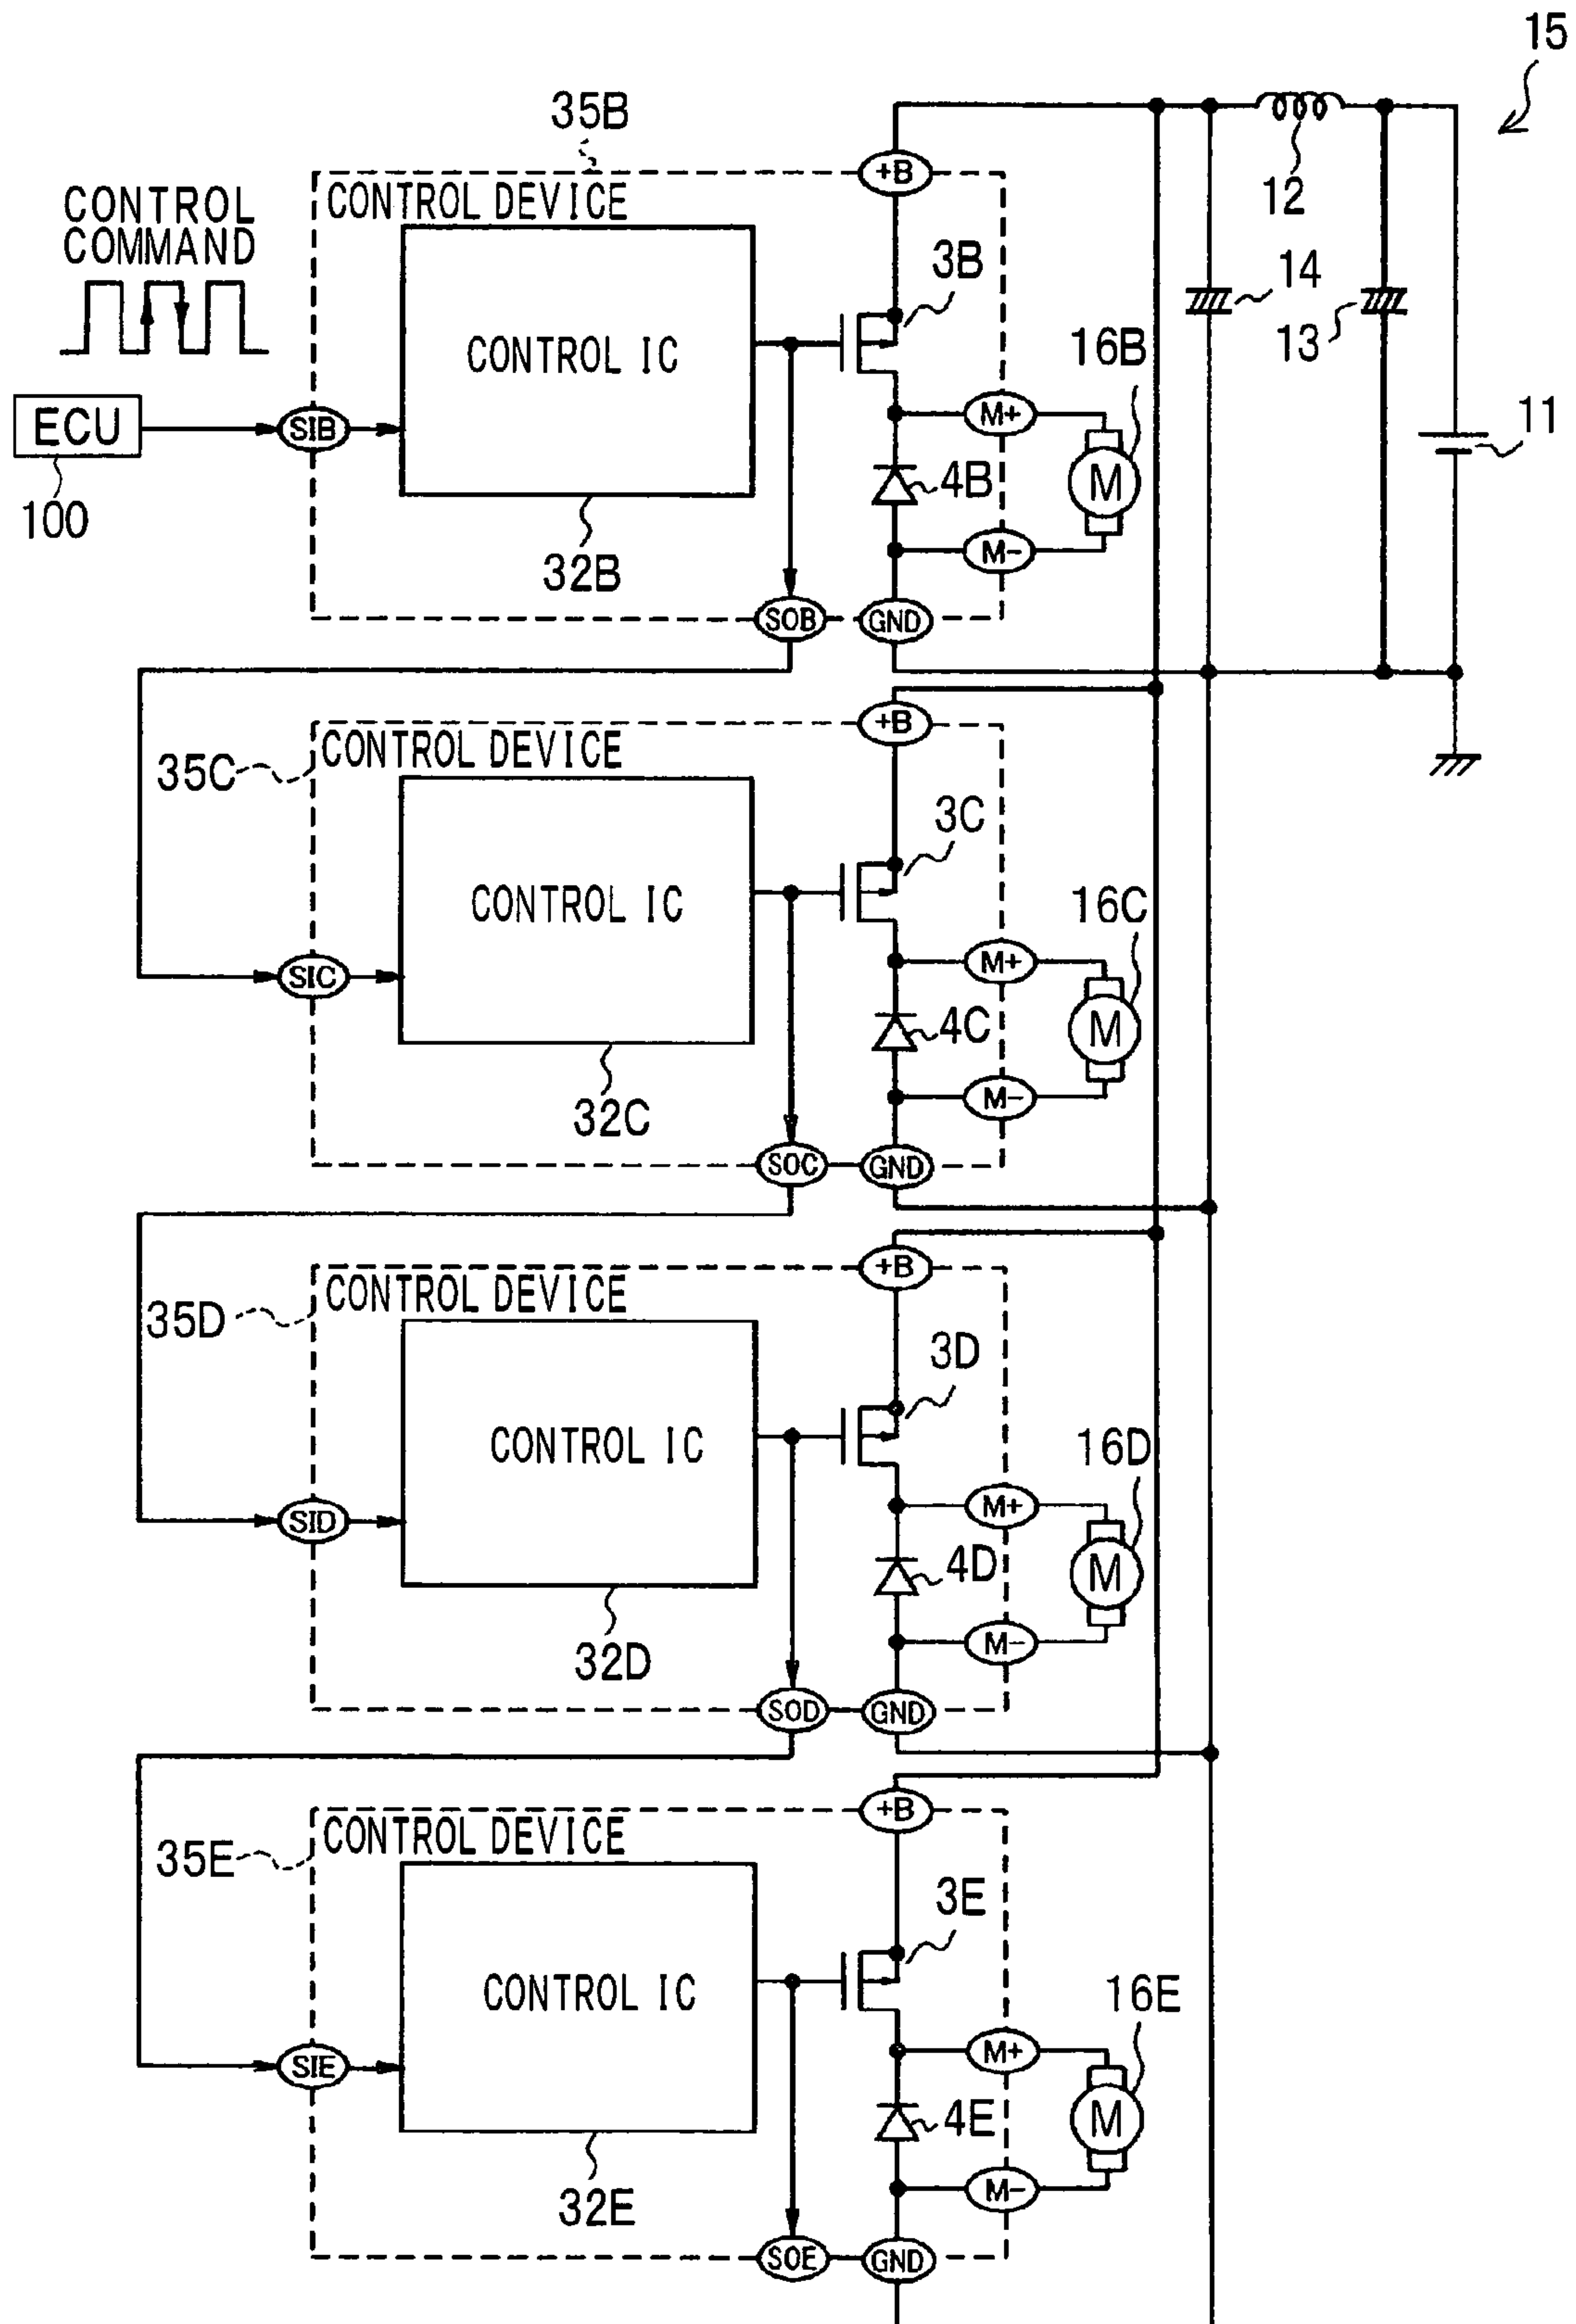 15
35B
+B
12
CONTROL
COMMAND
CONTROL DEVICE
3B
14
13
16B
CONTROL IC
ECU
SIB
M+
11
100
4B
M
32B
M-
SOB
GND
+B
35C
CONTROL DEVICE
3C
CONTROL IC
16C
SIC
M+
4C
M
32C
M-
SOC
GND
+B
35D
CONTROL DEVICE
3D
CONTROL IC
16D
SID
M+
4D
M
32D
M-
SOD
GND
+B
35E
CONTROL DEVICE
3E
CONTROL IC
16E
SIE
M+
4E
M
32E
M-
SOE
GND